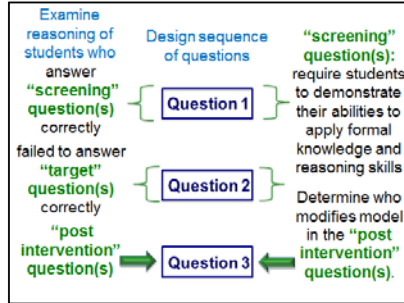 Examine
reasoning of
students who
answer
“screening”
question(s)
correctly
failed to answer
“target”
question(s)
correctly
“post
intervention”
question(s)
Design sequence
of questions
Question 1
Question 2
Question 3
“screening”
question(s):
require students
to demonstrate
their abilities to
apply formal
knowledge and
reasoning skills
Determine who
modifies model
in the “post
intervention”
question(s).